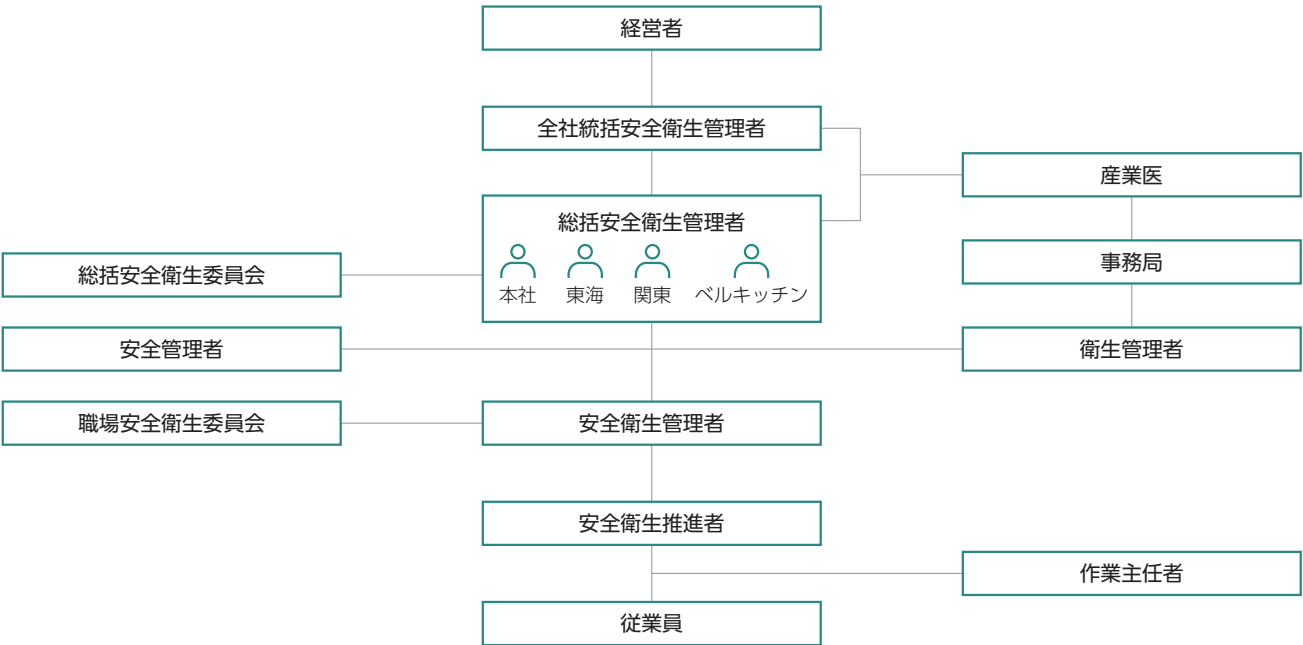 経営者
全社統括安全衛生管理者
産業医
総括安全衛生管理者
本社 東海 関東 ベルキッチン
総括安全衛生委員会
事務局
安全管理者
衛生管理者
職場安全衛生委員会
安全衛生管理者
安全衛生推進者
作業主任者
従業員